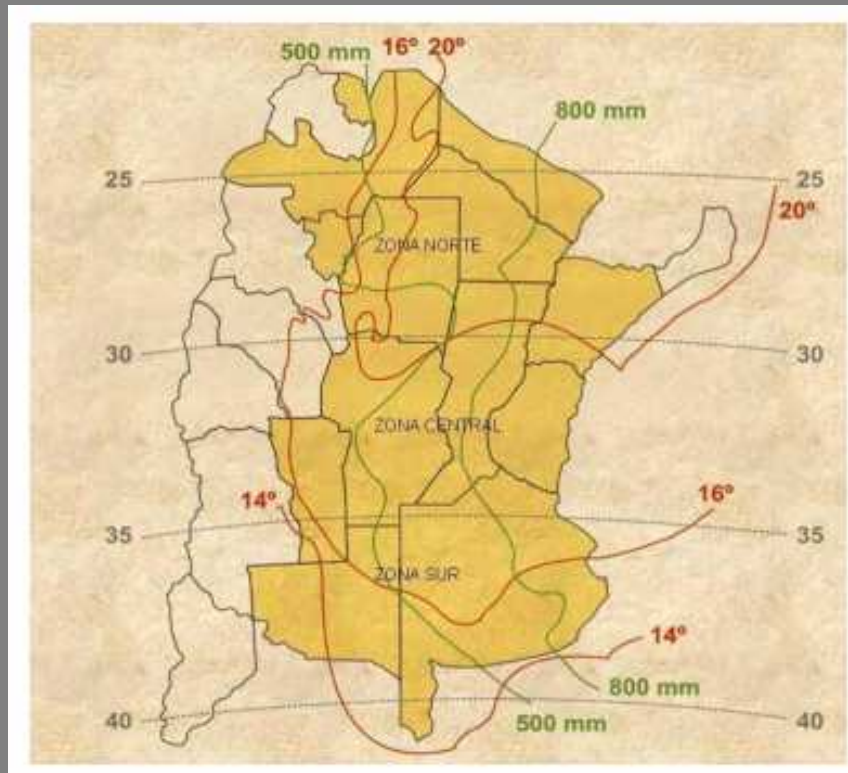 500 mm 16º 20º
800 mm
25 25
20º
ZONA NORTE
30 30
ZONA CENTRAL
14º 16º
35 35
ZONA SUR
14º
800 mm
500 mm
40 40